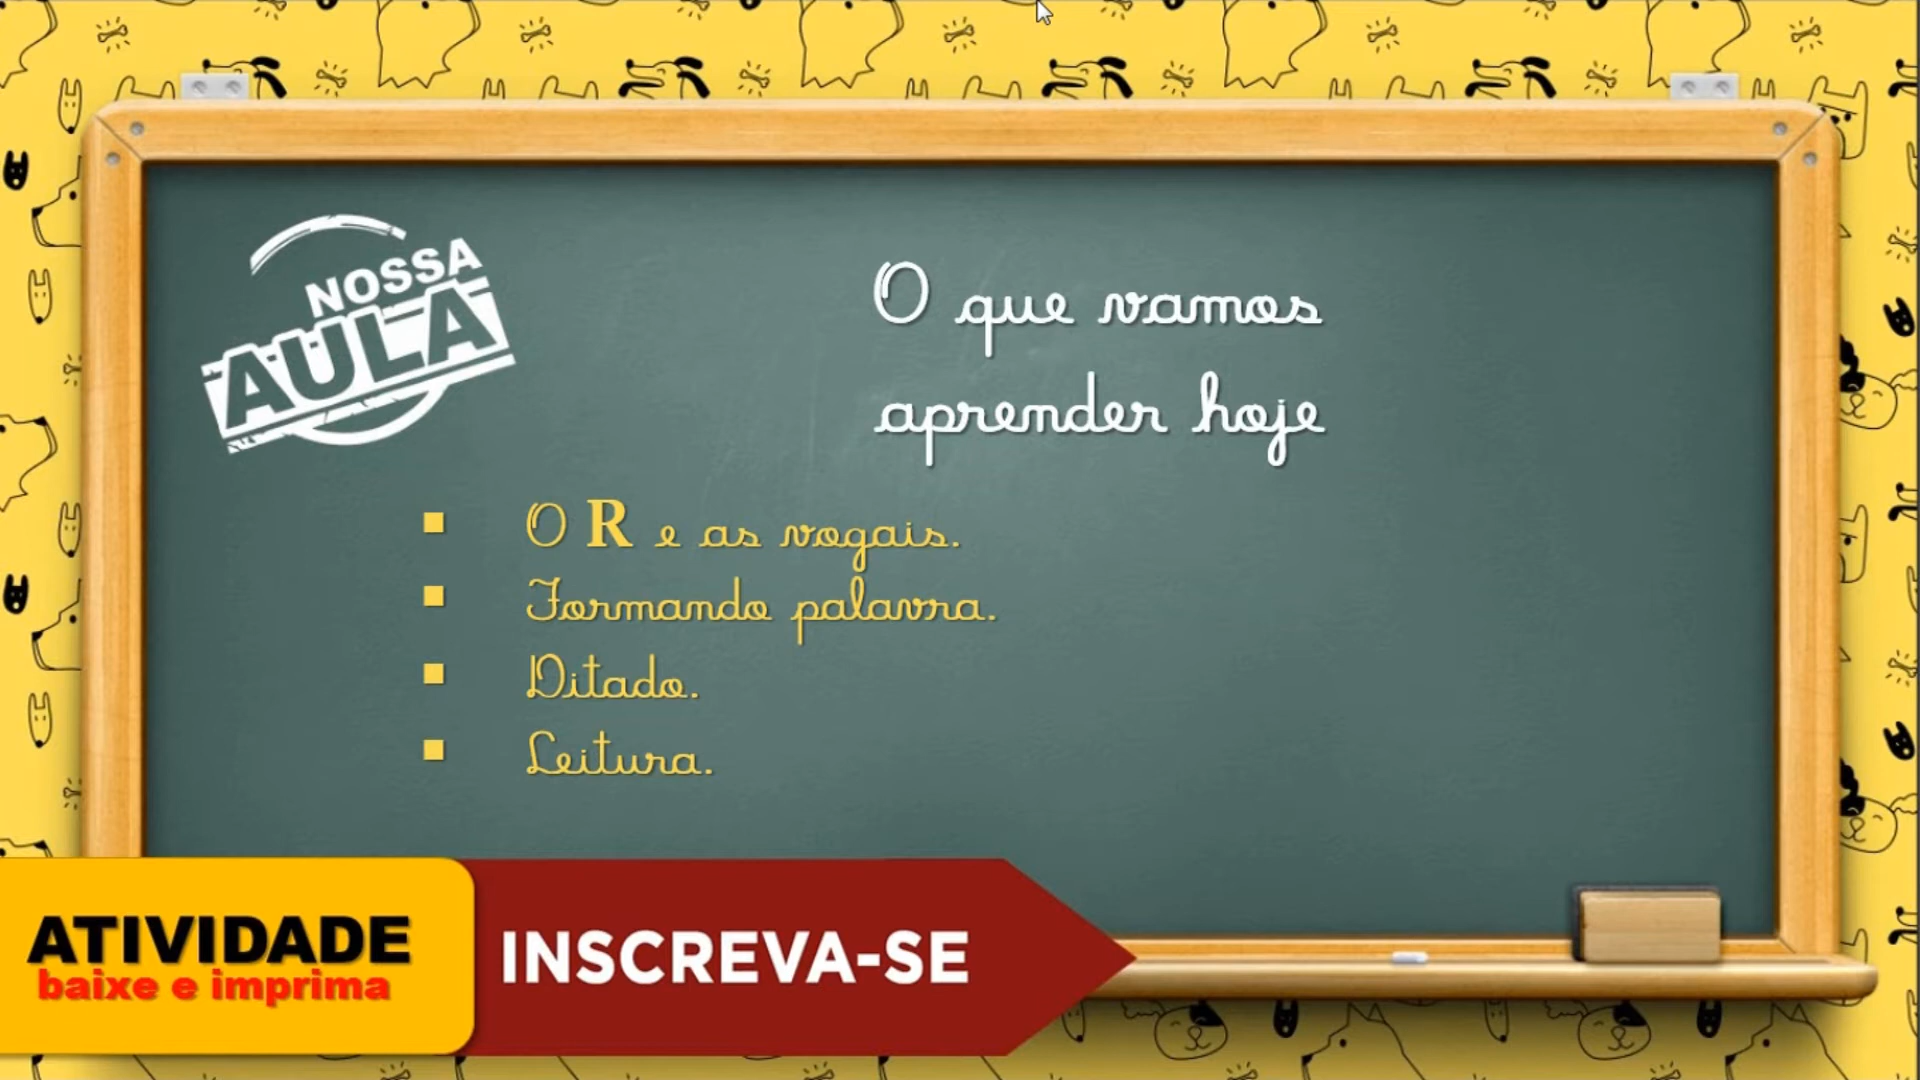 NOSSA
AULA
O que vamos
aprender hoje
O R e as vogais.
Formando palavra.
Ditado.
Leitura.
ATIVIDADE
baixe e imprima
INSCREVA-SE